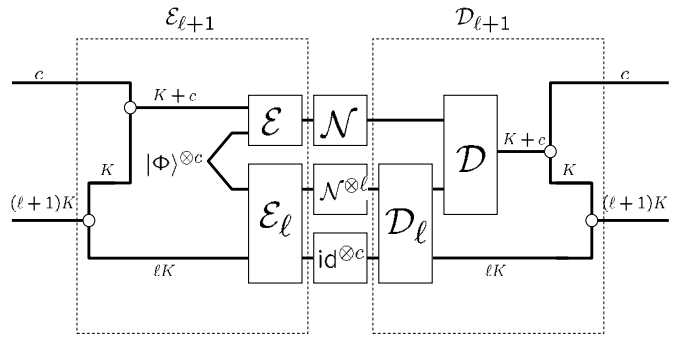 ℰ_{ℓ+1} 𝒟_{ℓ+1}
c c
K + c
ℰ 𝒩
K + c
K |Φ⟩^{⊗c} 𝒟 K
(ℓ+1)K ℰ_ℓ 𝒩^{⊗ℓ} 𝒟_ℓ (ℓ+1)K
id^{⊗c}
ℓK ℓK